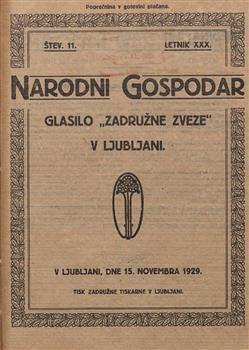 Poprečnina v gotovini plačana.
ŠTEV. 11.
LETNIK XXX.
NARODNI GOSPODAR
GLASILO „ZADRUŽNE ZVEZE"
V LJUBLJANI.
V LJUBLJANI, DNE 15. NOVEMBRA 1929.
TISK ZADRUŽNE TISKARNE V LJUBLJANI.